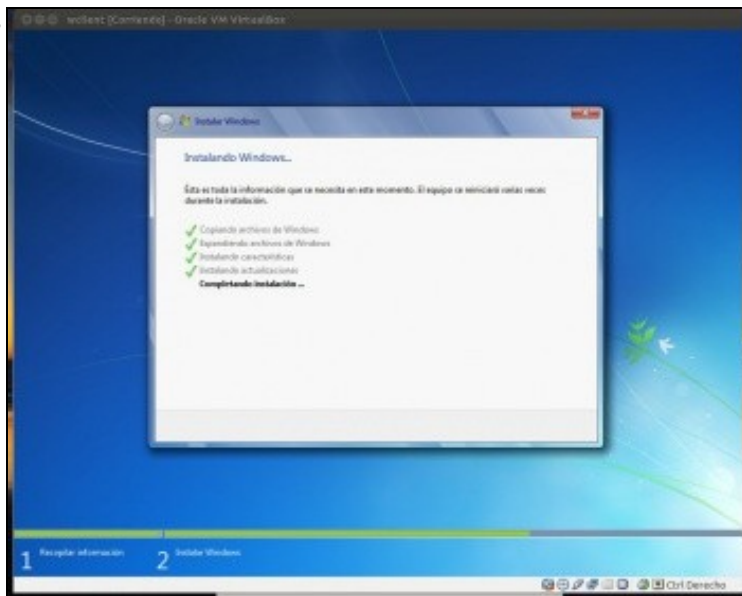 wclient [Corriendo] - Oracle VM VirtualBox
Instalar Windows
Instalando Windows...
Ésta es toda la información que se necesita en este momento. El equipo se reiniciará varias veces
durante la instalación.
Copiando archivos de Windows
Expandiendo archivos de Windows
Instalando características
Instalando actualizaciones
Completando instalación ...
1 Recopilar información
2 Instalar Windows
Ctrl Derecho